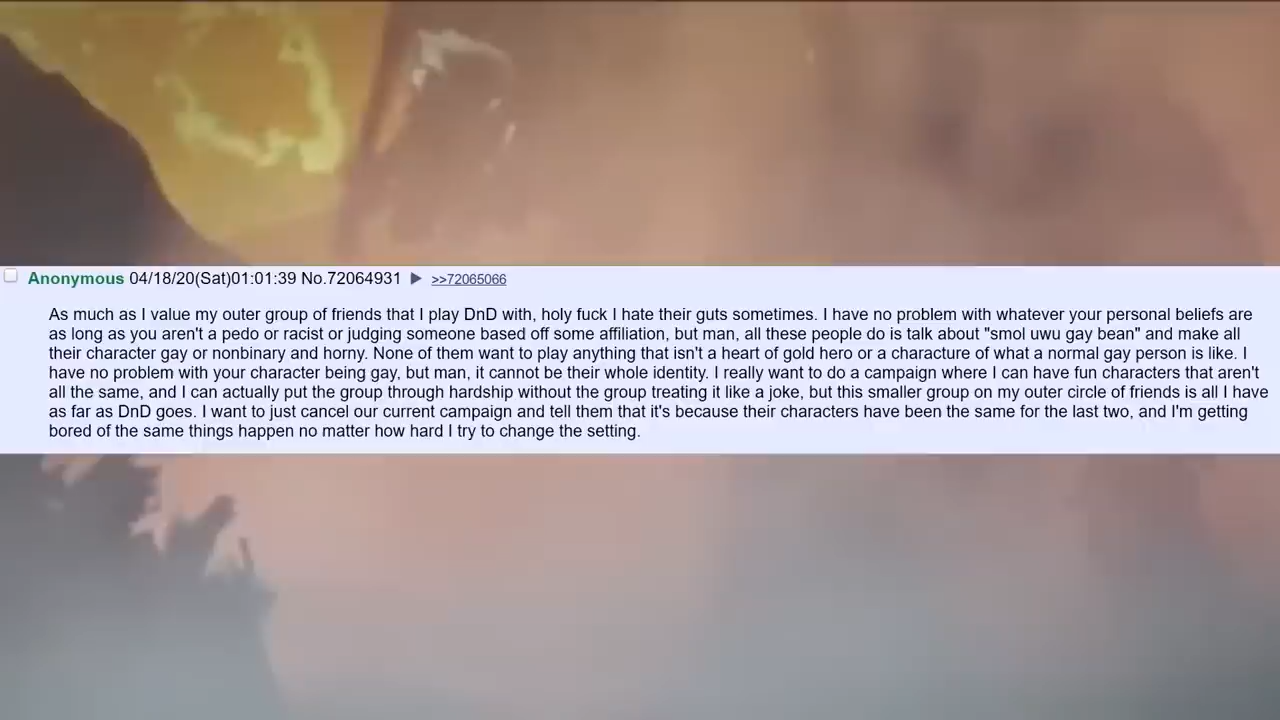 Anonymous 04/18/20(Sat)01:01:39 No.72064931 ▶ >>72065066
As much as I value my outer group of friends that I play DnD with, holy fuck I hate their guts sometimes. I have no problem with whatever your personal beliefs are
as long as you aren't a pedo or racist or judging someone based off some affiliation, but man, all these people do is talk about "smol uwu gay bean" and make all
their character gay or nonbinary and horny. None of them want to play anything that isn't a heart of gold hero or a characture of what a normal gay person is like. I
have no problem with your character being gay, but man, it cannot be their whole identity. I really want to do a campaign where I can have fun characters that aren't
all the same, and I can actually put the group through hardship without the group treating it like a joke, but this smaller group on my outer circle of friends is all I have
as far as DnD goes. I want to just cancel our current campaign and tell them that it's because their characters have been the same for the last two, and I'm getting
bored of the same things happen no matter how hard I try to change the setting.